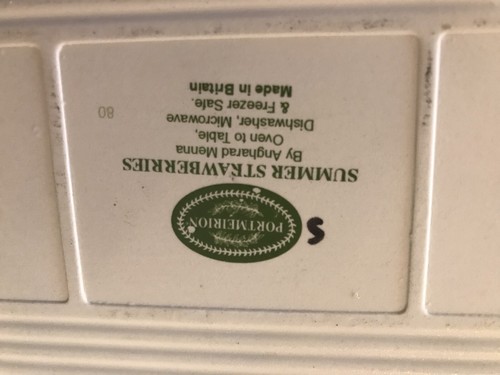 S
PORTMEIRION
SUMMER STRAWBERRIES
By Angharad Menna
Oven to Table,
Dishwasher, Microwave
& Freezer Safe.
Made in Britain
80